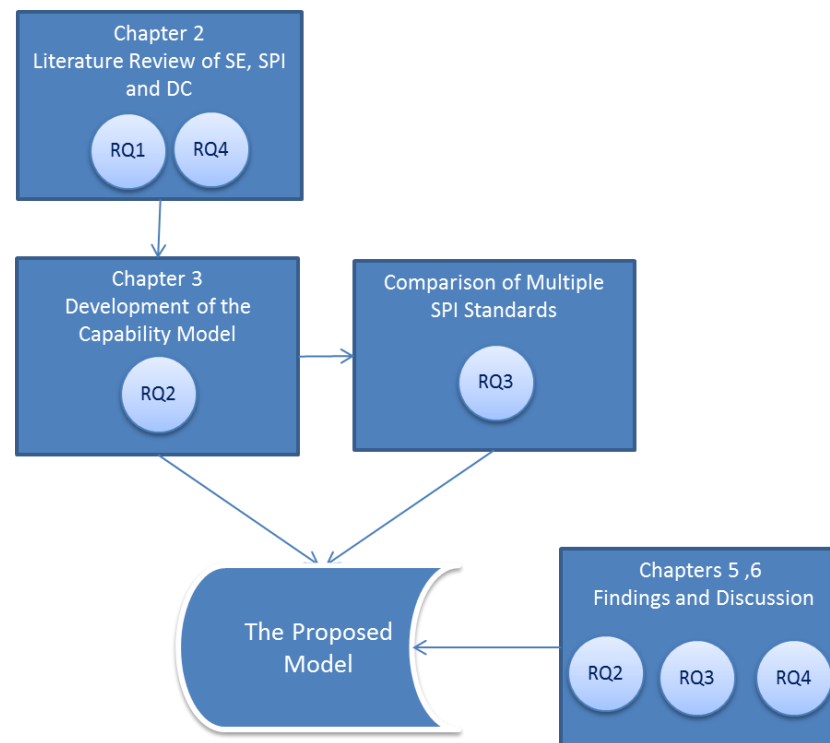 Chapter 2
Literature Review of SE, SPI
and DC
RQ1
RQ4
Chapter 3
Development of the
Capability Model
RQ2
Comparison of Multiple
SPI Standards
RQ3
The Proposed
Model
Chapters 5 ,6
Findings and Discussion
RQ2
RQ3
RQ4